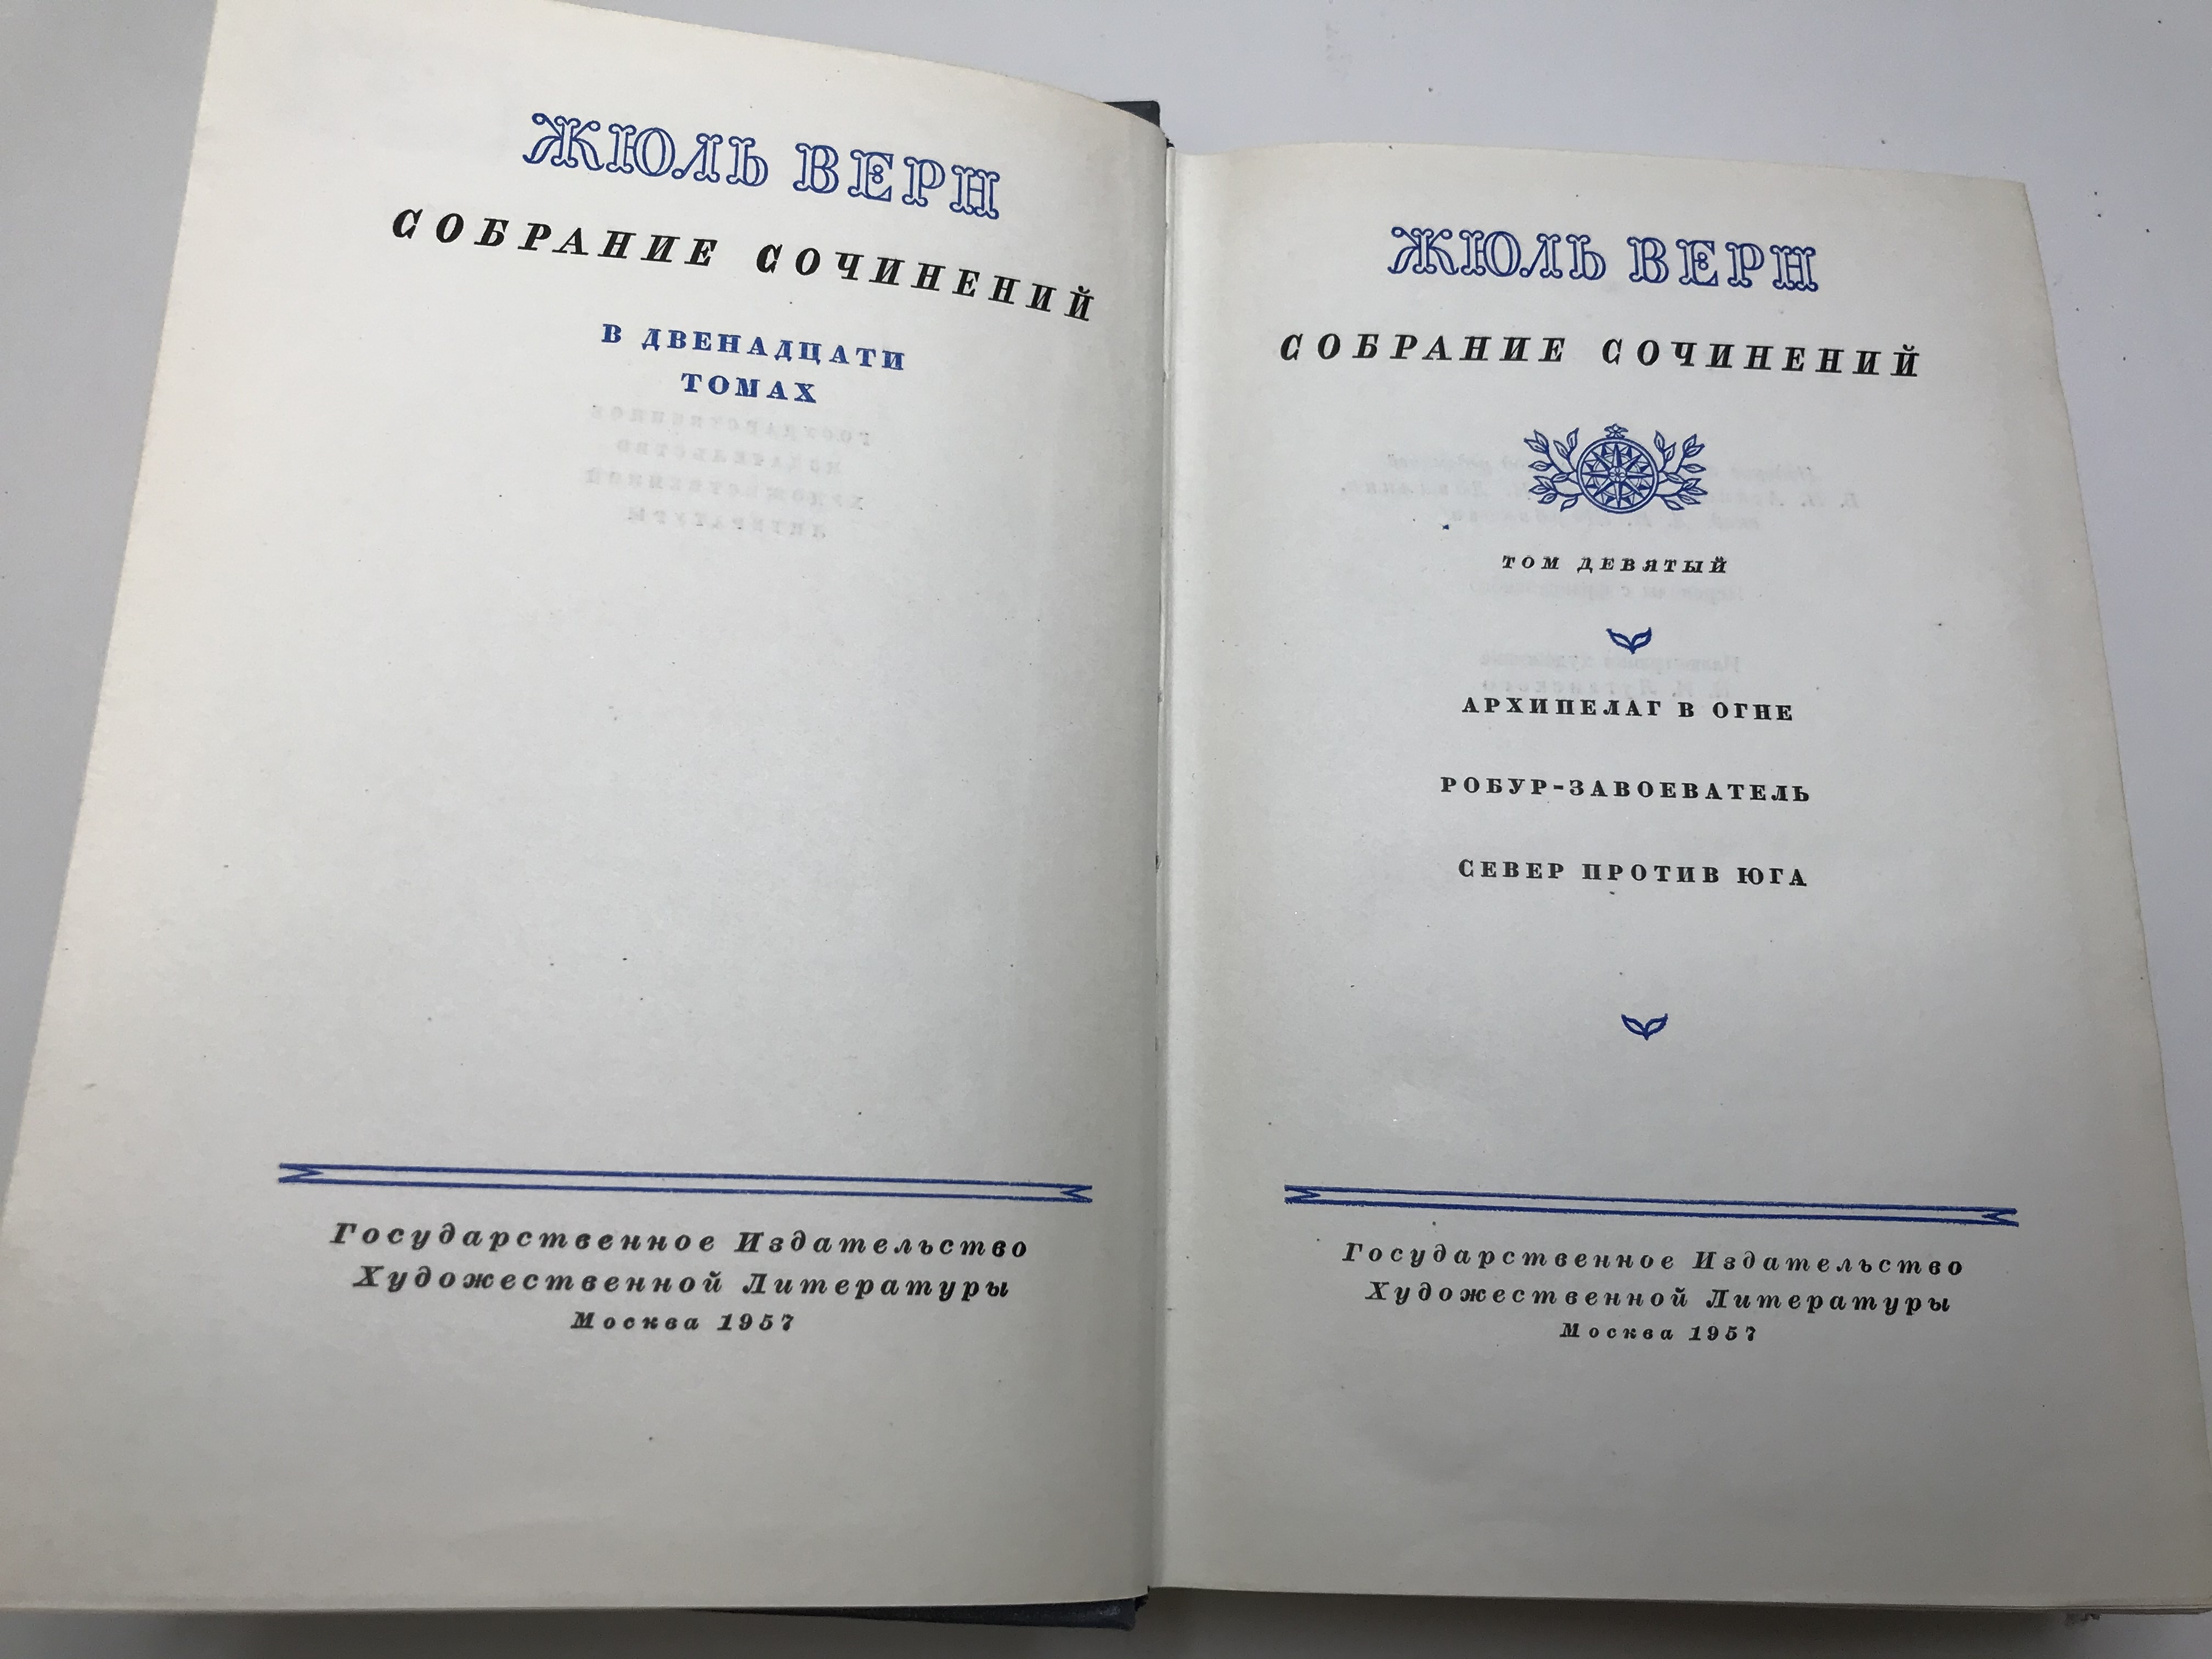 ЖЮЛЬ ВЕРН
СОБРАНИЕ СОЧИНЕНИЙ
В ДВЕНАДЦАТИ
ТОМАХ
Государственное Издательство
Художественной Литературы
Москва 1957
ЖЮЛЬ ВЕРН
СОБРАНИЕ СОЧИНЕНИЙ
ТОМ ДЕВЯТЫЙ
АРХИПЕЛАГ В ОГНЕ
РОБУР-ЗАВОЕВАТЕЛЬ
СЕВЕР ПРОТИВ ЮГА
Государственное Издательство
Художественной Литературы
Москва 1957